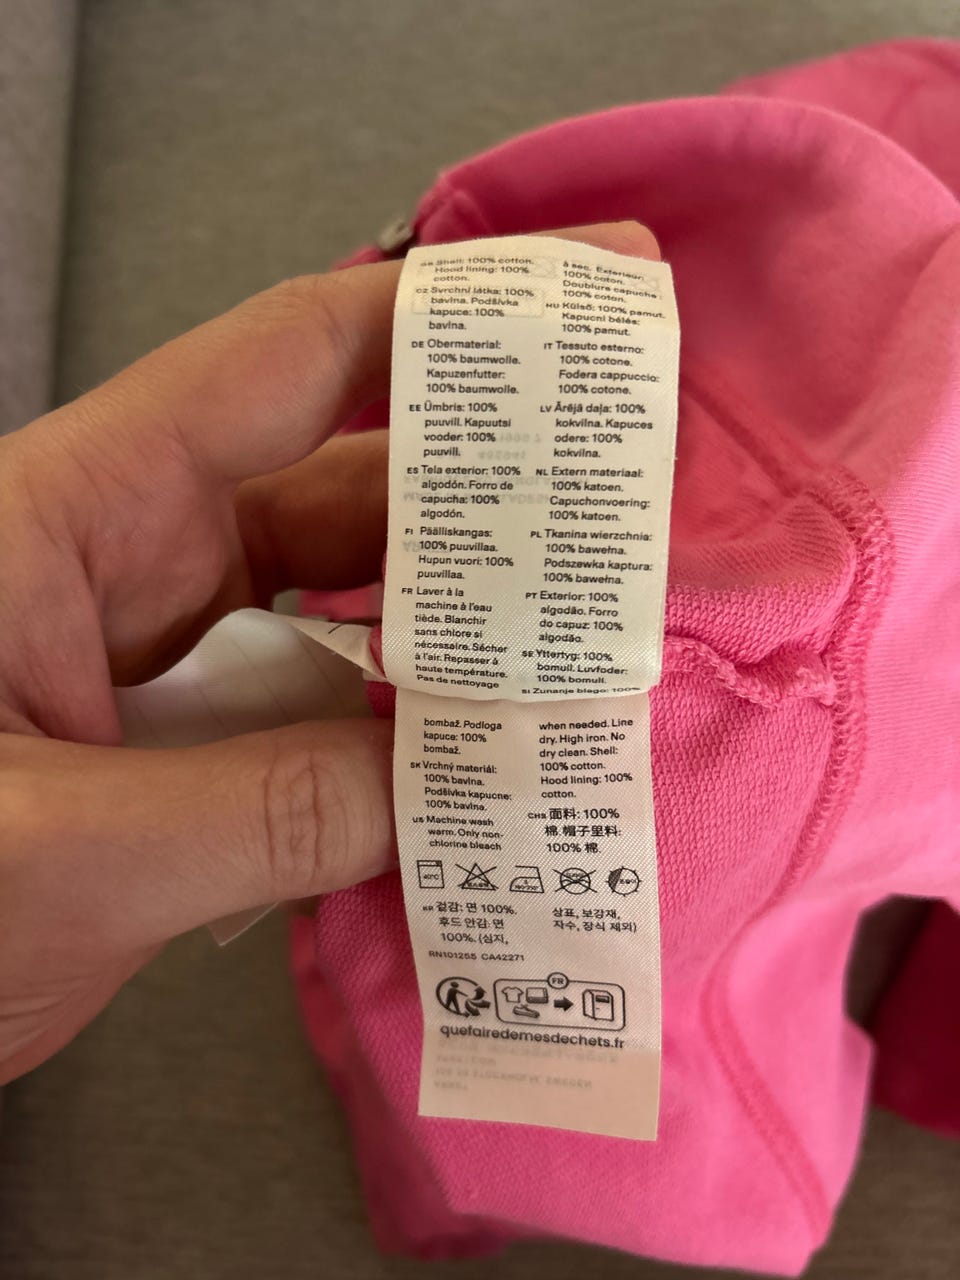 GB Shell: 100% cotton.
Hood lining: 100%
cotton.
CZ Svrchní látka: 100%
bavlna. Podšívka
kapuce: 100%
bavlna.
DE Obermaterial:
100% baumwolle.
Kapuzenfutter:
100% baumwolle.
EE Ümbris: 100%
puuvill. Kapuutsi
vooder: 100%
puuvill.
ES Tela exterior: 100%
algodón. Forro de
capucha: 100%
algodón.
FI Päälliskangas:
100% puuvillaa.
Hupun vuori: 100%
puuvillaa.
FR Laver à la
machine à l'eau
tiède. Blanchir
sans chlore si
nécessaire. Sécher
à l'air. Repasser à
haute température.
Pas de nettoyage
à sec. Exterieur:
100% coton.
Doublure capuche:
100% coton.
HU Külső: 100% pamut.
Kapucni bélés:
100% pamut.
IT Tessuto esterno:
100% cotone.
Fodera cappuccio:
100% cotone.
LV Ārējā daļa: 100%
kokvilna. Kapuces
odere: 100%
kokvilna.
NL Extern materiaal:
100% katoen.
Capuchonvoering:
100% katoen.
PL Tkanina wierzchnia:
100% bawełna.
Podszewka kaptura:
100% bawełna.
PT Exterior: 100%
algodão. Forro
do capuz: 100%
algodão.
SE Yttertyg: 100%
bomull. Luvfoder:
100% bomull.
SI Zunanje blago: 100%
bombaž. Podloga
kapuce: 100%
bombaž.
SK Vrchný materiál:
100% bavlna.
Podšívka kapucne:
100% bavlna.
US Machine wash
warm. Only non-
chlorine bleach
when needed. Line
dry. High iron. No
dry clean. Shell:
100% cotton.
Hood lining: 100%
cotton.
CHS 面料: 100%
棉. 帽子里料:
100% 棉.
40°C
KR 겉감: 면 100%.
후드 안감: 면
100%. (심지,
상표, 보강재,
자수, 장식 제외)
RN101255 CA42271
FR
quefairedemesdechets.fr